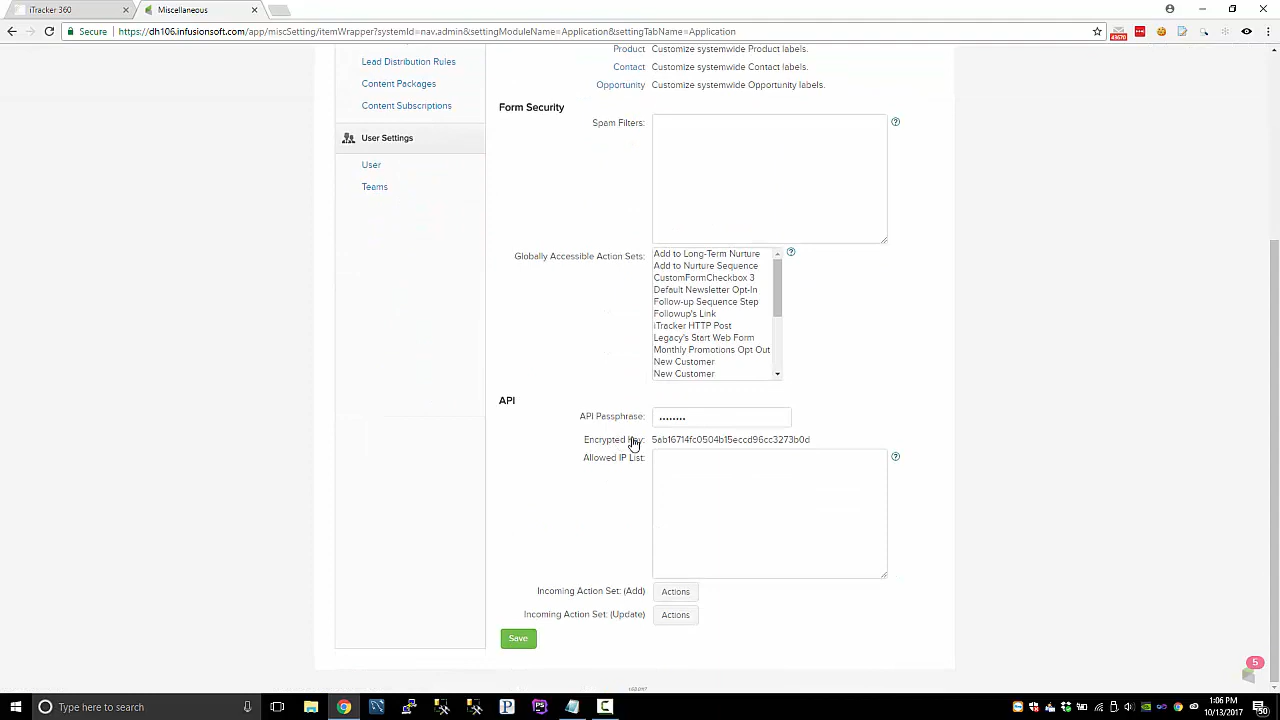 iTracker 360
Miscellaneous
Secure https://dh106.infusionsoft.com/app/miscSetting/itemWrapper?systemId=nav.admin&settingModuleName=Application&settingTabName=Application
43670
Lead Distribution Rules
Content Packages
Content Subscriptions
User Settings
User
Teams
Product Customize systemwide Product labels.
Contact Customize systemwide Contact labels.
Opportunity Customize systemwide Opportunity labels.
Form Security
Spam Filters:
Globally Accessible Action Sets:
Add to Long-Term Nurture
Add to Nurture Sequence
CustomFormCheckbox 3
Default Newsletter Opt-In
Follow-up Sequence Step
Followup's Link
iTracker HTTP Post
Legacy's Start Web Form
Monthly Promotions Opt Out
New Customer
New Customer
API
API Passphrase: ••••••••
Encrypted Key: 5ab16714fc0504b15eccd96cc3273b0d
Allowed IP List:
Incoming Action Set: (Add) Actions
Incoming Action Set: (Update) Actions
Save
5
Type here to search
1:06 PM
10/13/2017